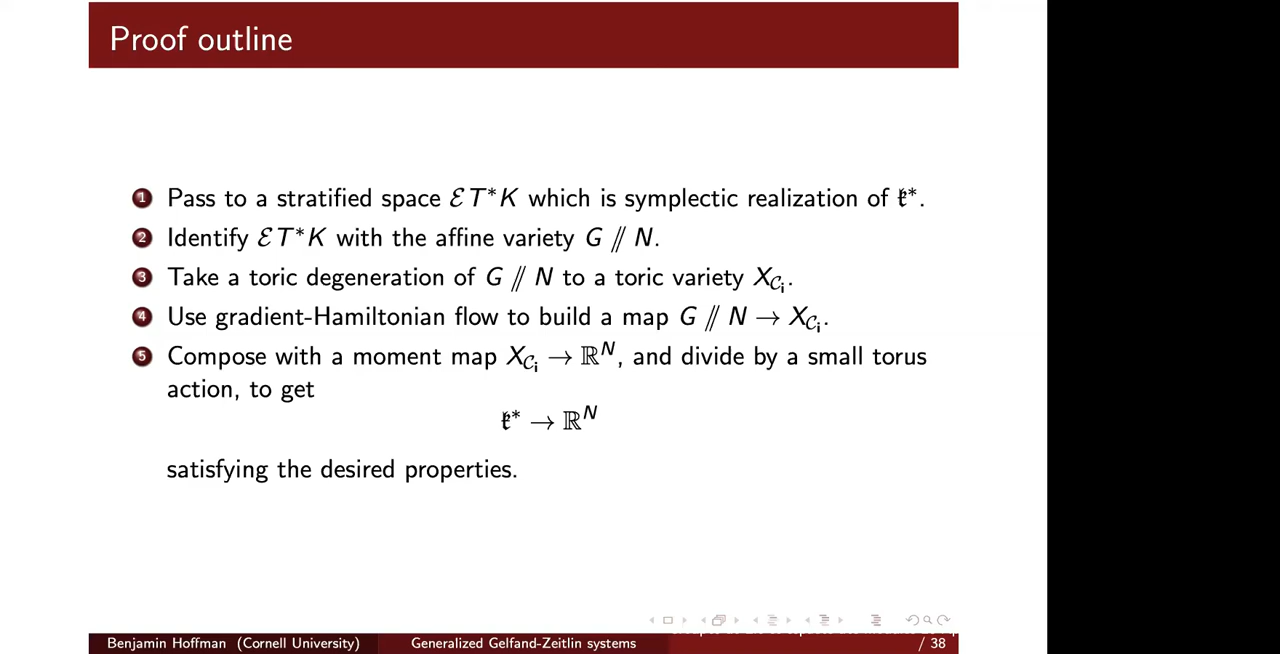 Proof outline
1 Pass to a stratified space ℰT*K which is symplectic realization of 𝔨*.
2 Identify ℰT*K with the affine variety G ⫽ N.
3 Take a toric degeneration of G ⫽ N to a toric variety X_{𝒞_𝐢}.
4 Use gradient-Hamiltonian flow to build a map G ⫽ N → X_{𝒞_𝐢}.
5 Compose with a moment map X_{𝒞_𝐢} → ℝ^N, and divide by a small torus
action, to get
𝔨* → ℝ^N
satisfying the desired properties.
Benjamin Hoffman (Cornell University) Generalized Gelfand-Zeitlin systems / 38